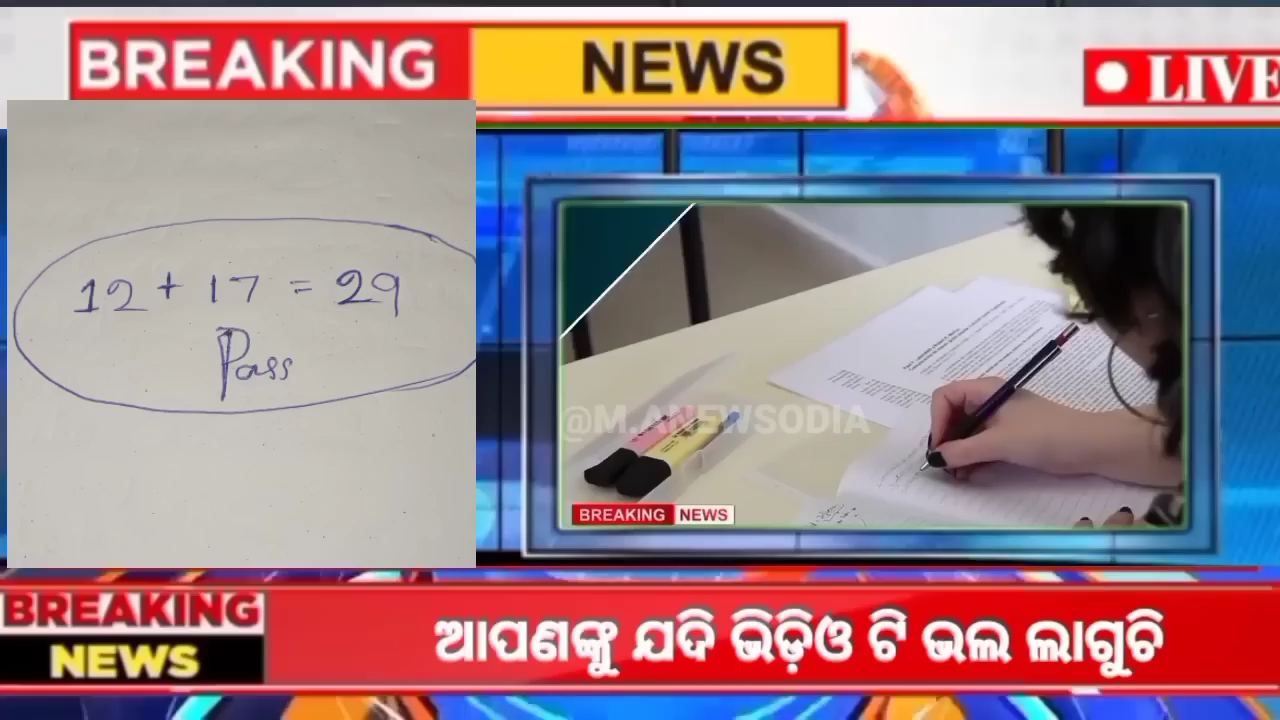 BREAKING NEWS
LIVE
12 + 17 = 29
Pass
@M.ANEWSODIA
BREAKING NEWS
BREAKING
NEWS
ଆପଣଙ୍କୁ ଯଦି ଭିଡ଼ିଓ ଟି ଭଲ ଲାଗୁଚି